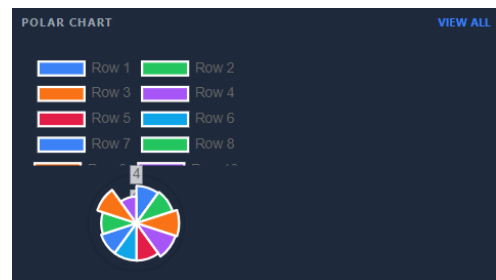 POLAR CHART VIEW ALL
Row 1 Row 2
Row 3 Row 4
Row 5 Row 6
Row 7 Row 8
4